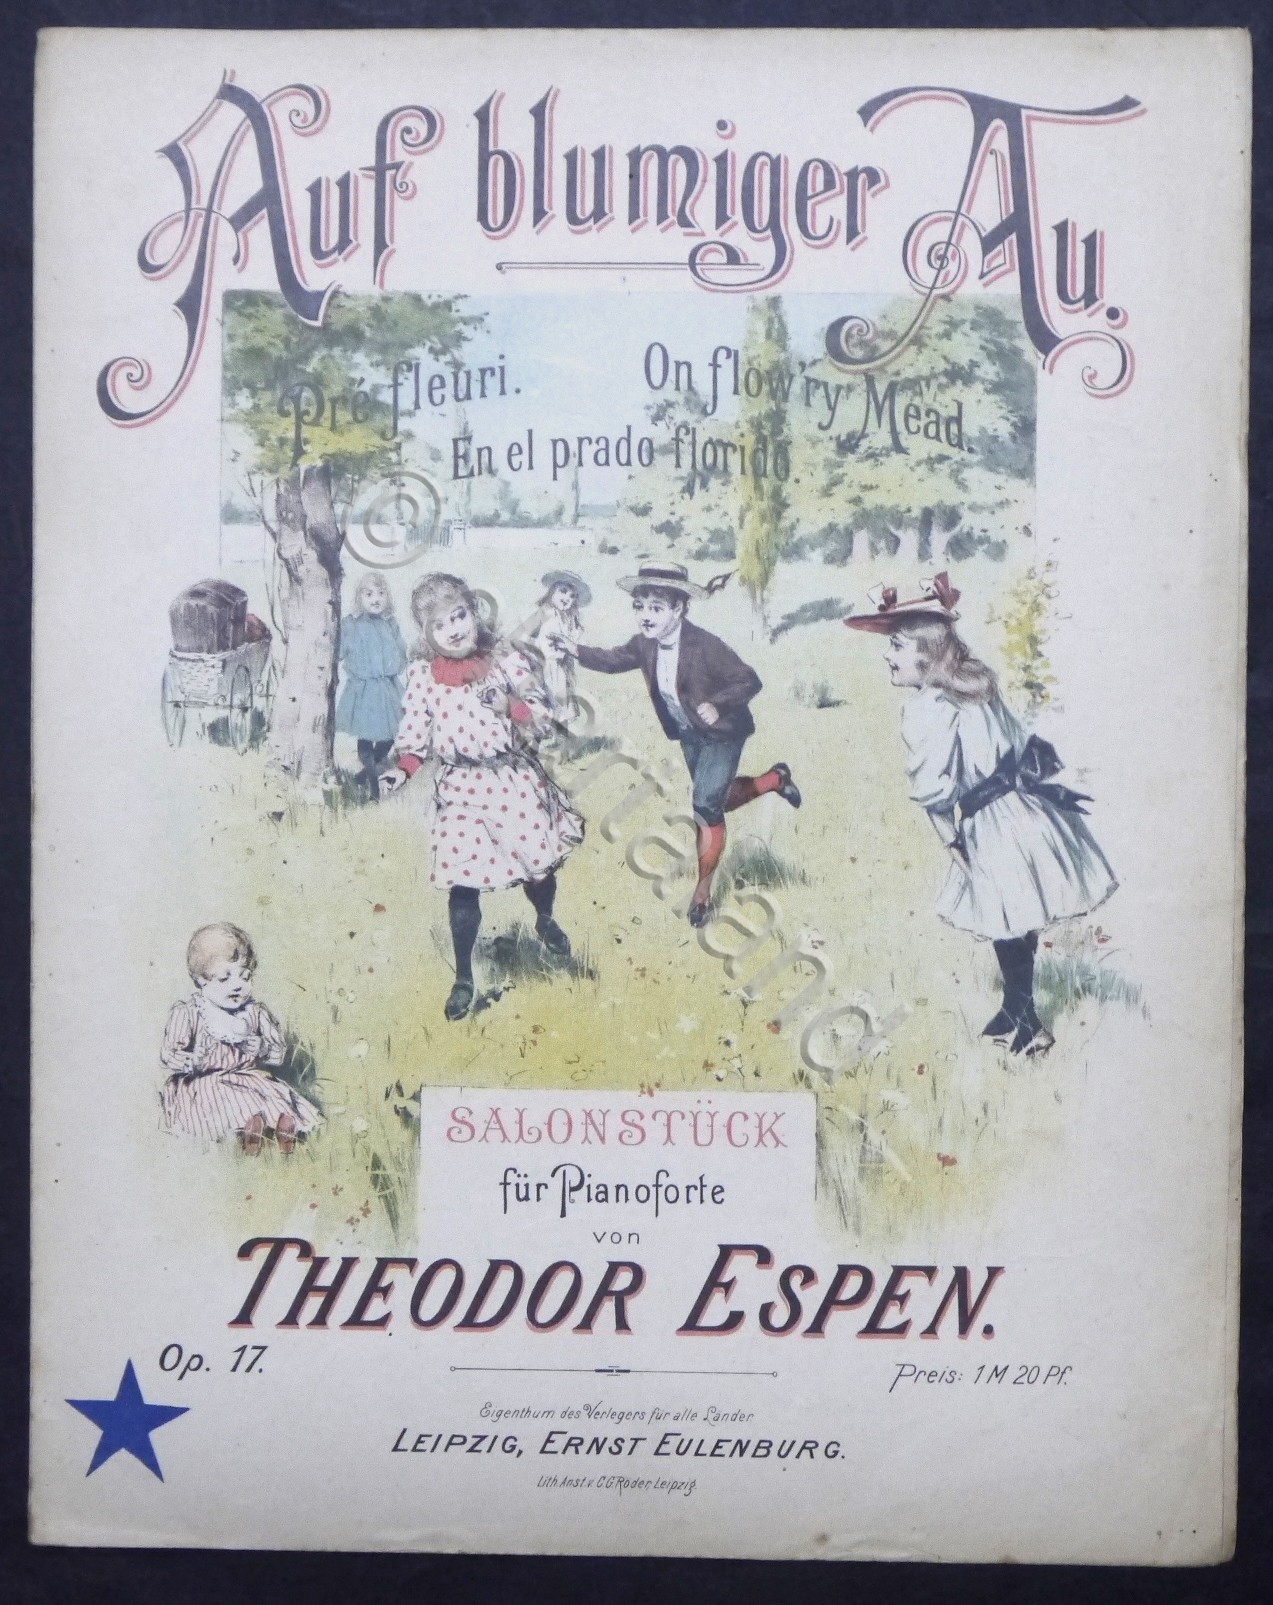 Auf blumiger Au.
Pré fleuri.
On flow'ry Mead.
En el prado florido.
© Chartaland
SALONSTÜCK
für Pianoforte
von
THEODOR ESPEN.
Op. 17.
Preis: 1 M 20 Pf.
Eigenthum des Verlegers für alle Länder.
LEIPZIG, ERNST EULENBURG.
Lith. Anst. v. C. G. Röder, Leipzig.